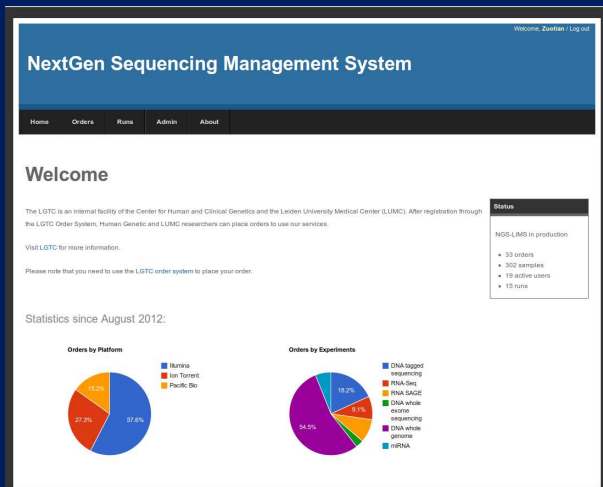 Welcome, Zuotian / Log out
NextGen Sequencing Management System
Home Orders Runs Admin About
Welcome
The LGTC is an internal facility of the Center for Human and Clinical Genetics and the Leiden University Medical Center (LUMC). After registration through
the LGTC Order System, Human Genetic and LUMC researchers can place orders to use our services.
Visit LGTC for more information.
Please note that you need to use the LGTC order system to place your order.
Status
NGS-LIMS in production
• 33 orders
• 302 samples
• 19 active users
• 15 runs
Statistics since August 2012:
Orders by Platform
15.2%
27.3%
57.6%
Illumina
Ion Torrent
Pacific Bio
Orders by Experiments
18.2%
9.1%
54.5%
DNA tagged
sequencing
RNA-Seq
RNA SAGE
DNA whole
exome
sequencing
DNA whole
genome
miRNA